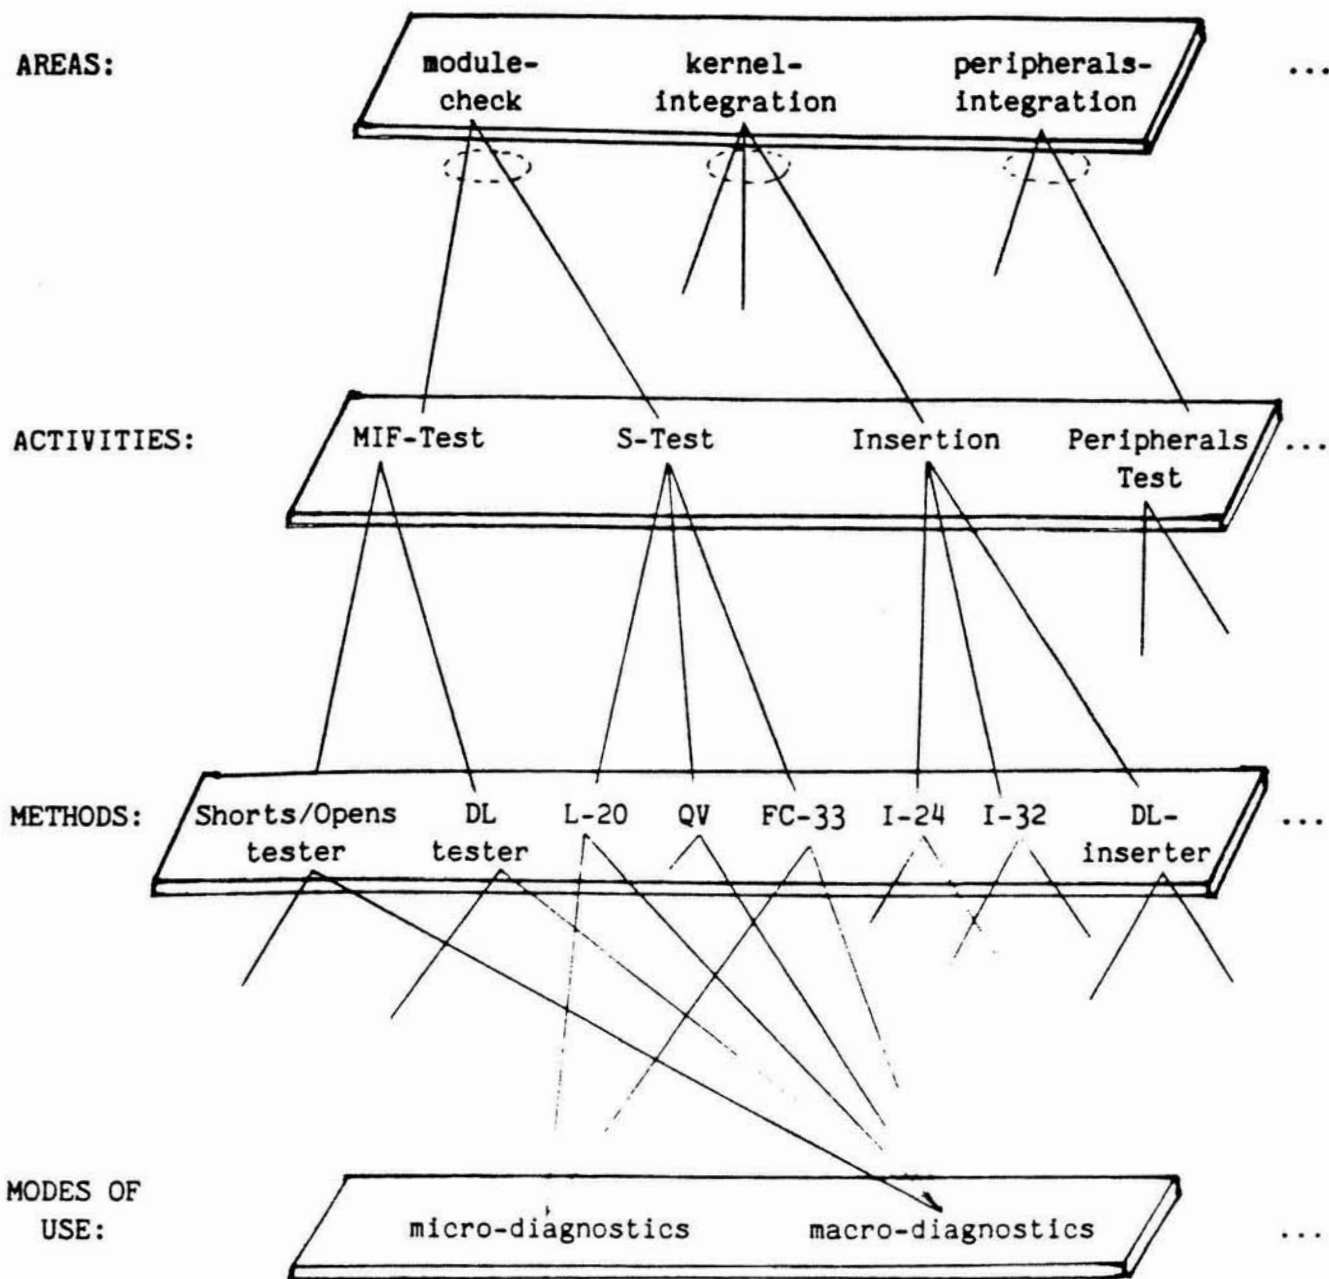 AREAS: module- kernel- peripherals- ...
check integration integration
ACTIVITIES: MIF-Test S-Test Insertion Peripherals ...
Test
METHODS: Shorts/Opens DL L-20 QV FC-33 I-24 I-32 DL- ...
tester tester inserter
MODES OF
USE: micro-diagnostics macro-diagnostics ...